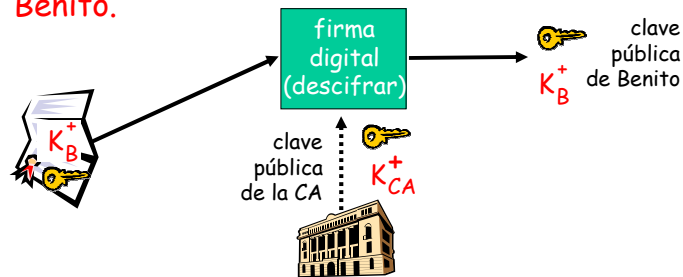 Benito.
firma
digital
(descifrar)
clave
pública
de Benito
K_B^+
K_B^+
clave
pública
de la CA
K_CA^+